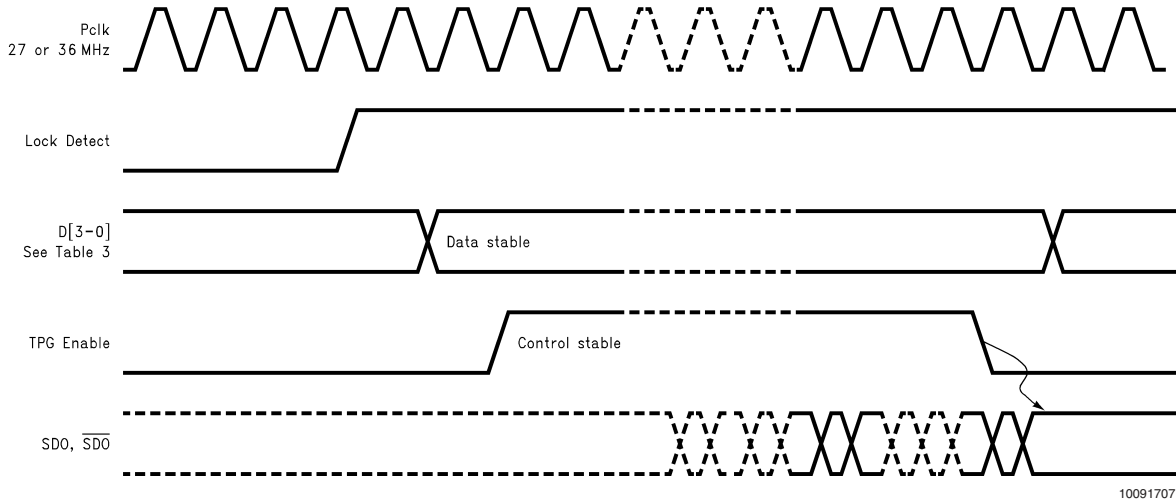 Pclk
27 or 36 MHz
Lock Detect
D[3-0]
See Table 3
Data stable
TPG Enable
Control stable
SDO, SDO
10091707